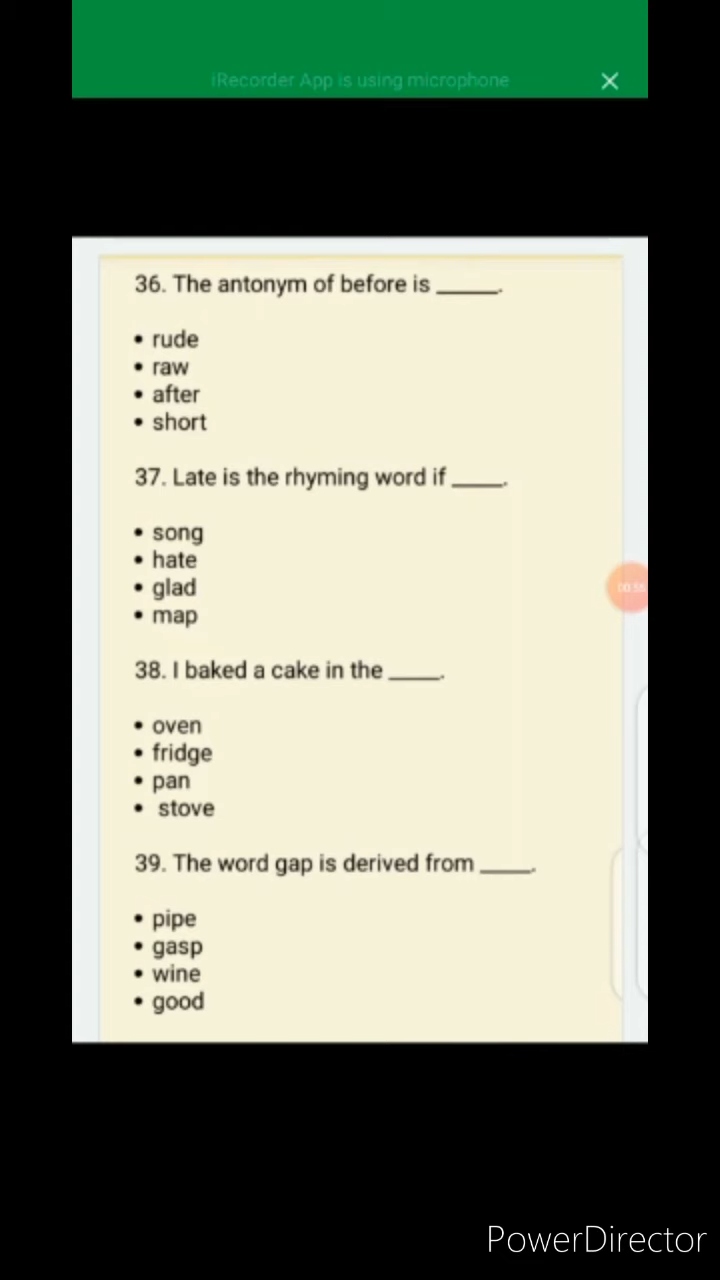 iRecorder App is using microphone ×
36. The antonym of before is _____.
• rude
• raw
• after
• short
37. Late is the rhyming word if _____.
• song
• hate
• glad
• map
38. I baked a cake in the _____.
• oven
• fridge
• pan
• stove
39. The word gap is derived from _____.
• pipe
• gasp
• wine
• good
PowerDirector